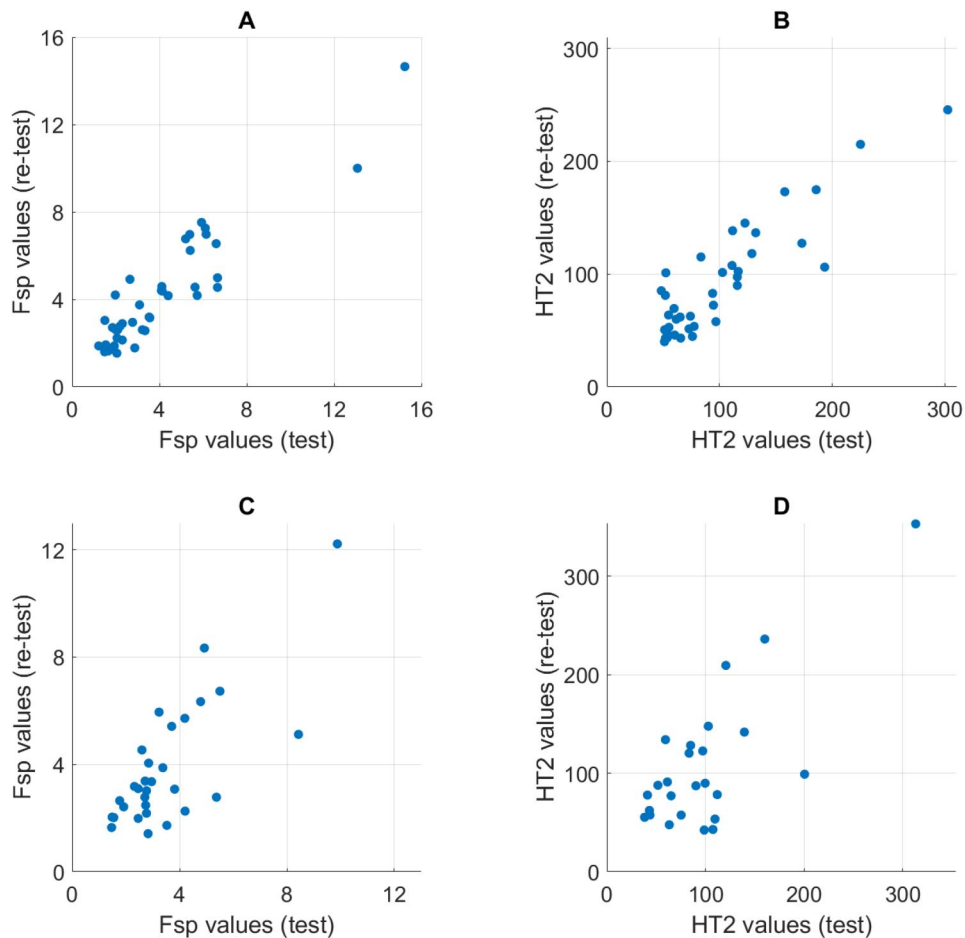 A
16
12
8
4
0
Fsp values (re-test)
0 4 8 12 16
Fsp values (test)
B
300
200
100
0
HT2 values (re-test)
0 100 200 300
HT2 values (test)
C
12
8
4
0
Fsp values (re-test)
0 4 8 12
Fsp values (test)
D
300
200
100
0
HT2 values (re-test)
0 100 200 300
HT2 values (test)